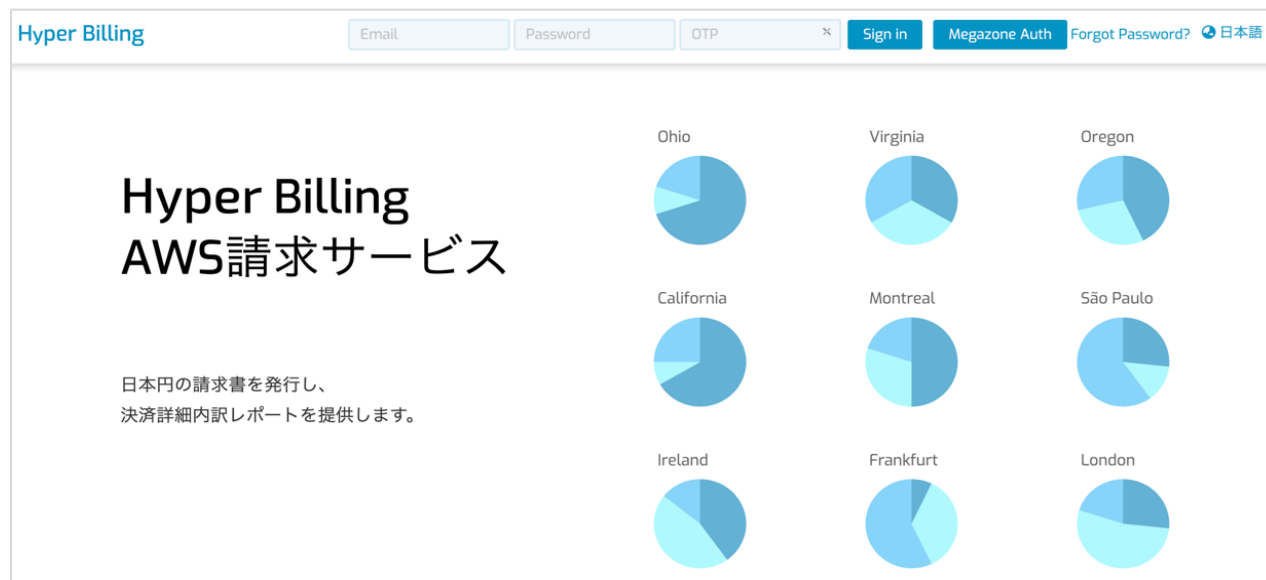 Hyper Billing
Email
Password
OTP
Sign in
Megazone Auth
Forgot Password?
日本語
Hyper Billing
AWS請求サービス
日本円の請求書を発行し、
決済詳細内訳レポートを提供します。
Ohio
Virginia
Oregon
California
Montreal
São Paulo
Ireland
Frankfurt
London